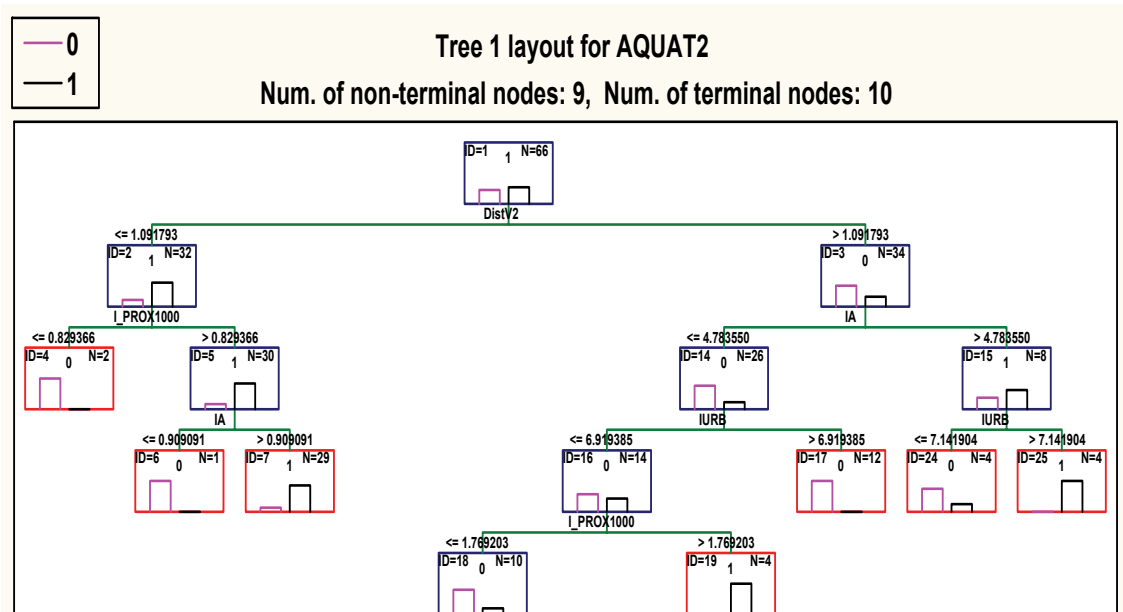 0
1
Tree 1 layout for AQUAT2
Num. of non-terminal nodes: 9, Num. of terminal nodes: 10
ID=1 1 N=66
DistV2
<= 1.091793 > 1.091793
ID=2 1 N=32 ID=3 0 N=34
I_PROX1000 IA
<= 0.829366 > 0.829366 <= 4.783550 > 4.783550
ID=4 0 N=2 ID=5 1 N=30 ID=14 0 N=26 ID=15 1 N=8
IA IURB IURB
<= 0.909091 > 0.909091 <= 6.919385 > 6.919385 <= 7.141904 > 7.141904
ID=6 0 N=1 ID=7 1 N=29 ID=16 0 N=14 ID=17 0 N=12 ID=24 0 N=4 ID=25 1 N=4
I_PROX1000
<= 1.769203 > 1.769203
ID=18 0 N=10 ID=19 1 N=4